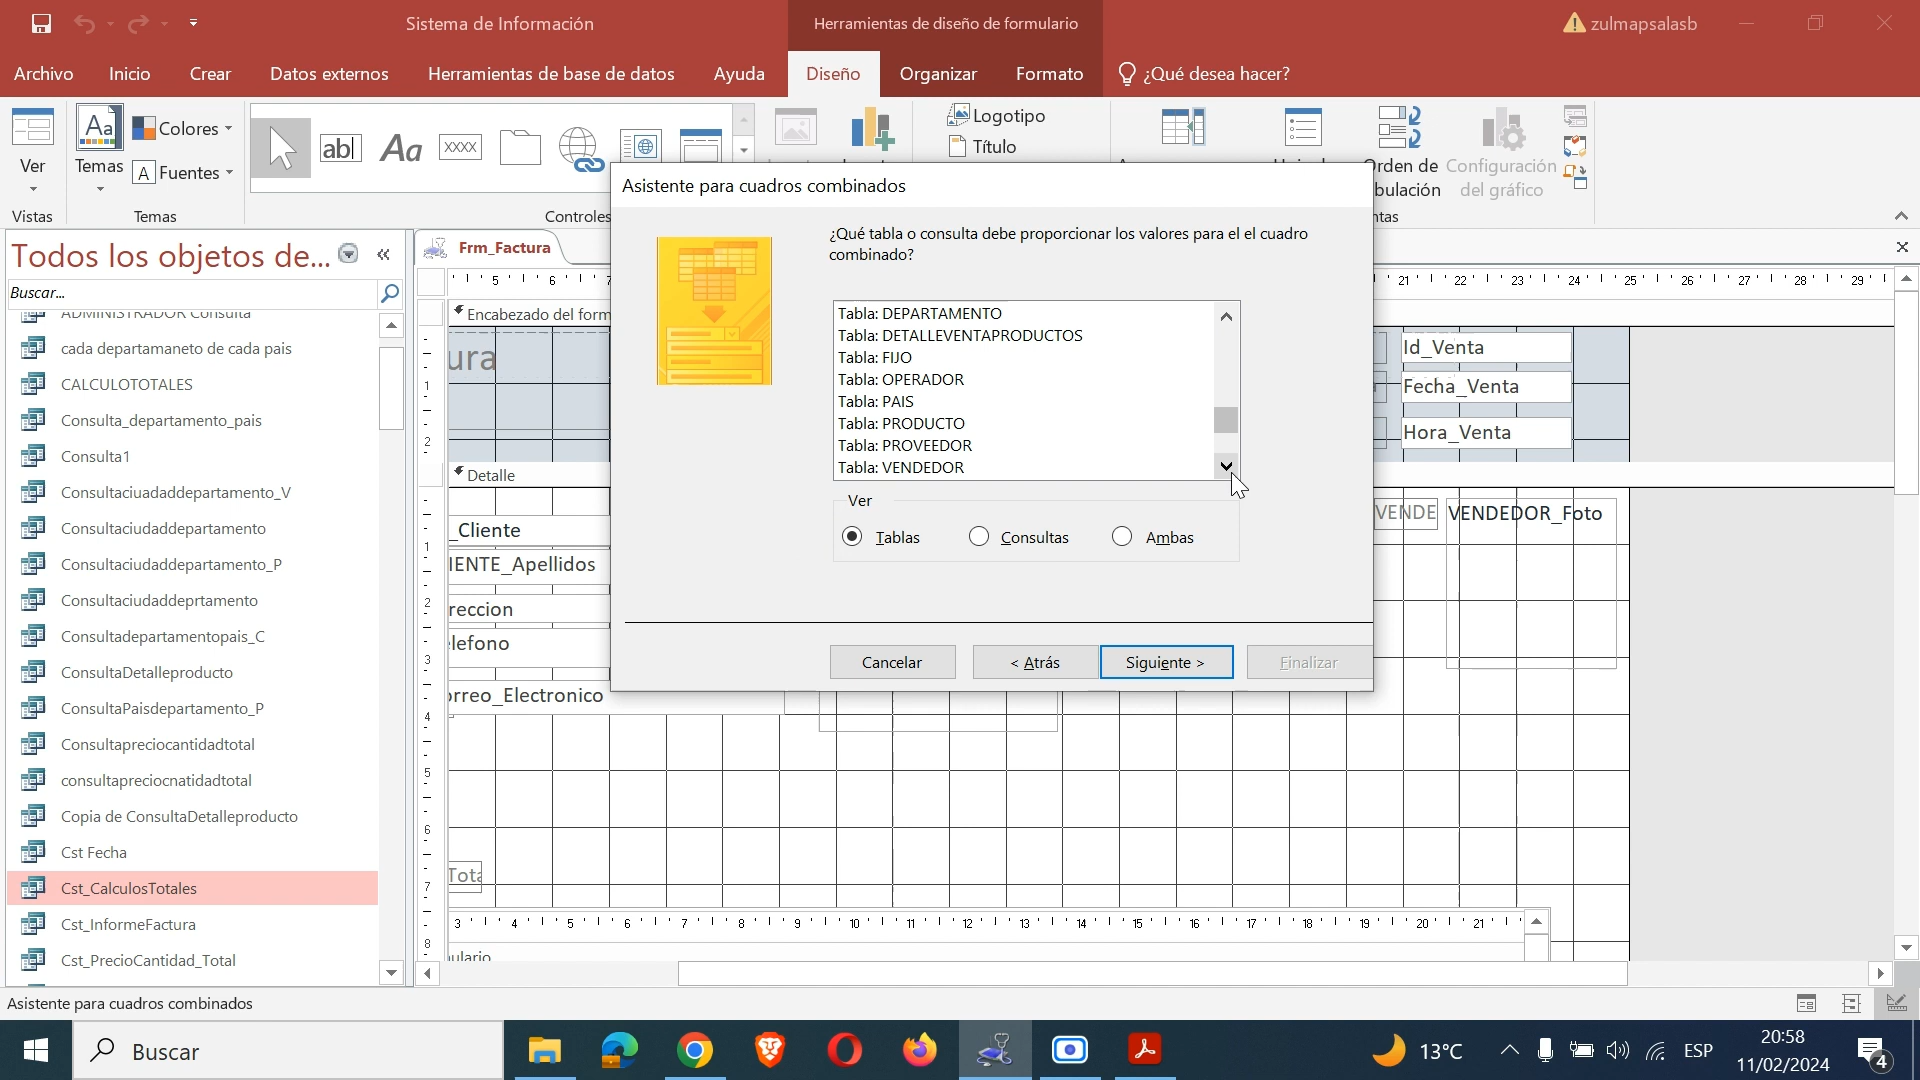 Sistema de Información
Herramientas de diseño de formulario
zulmapsalasb
Archivo
Inicio
Crear
Datos externos
Herramientas de base de datos
Ayuda
Diseño
Organizar
Formato
¿Qué desea hacer?
Ver
Temas
Colores
Fuentes
Vistas
Temas
ab|
Aa
XXXX
Controles
Logotipo
Título
Configuración
del gráfico
Todos los objetos de...
Buscar...
ADMINISTRADOR Consulta
cada departamaneto de cada pais
CALCULOTOTALES
Consulta_departamento_pais
Consulta1
Consultaciuadaddepartamento_V
Consultaciudaddepartamento
Consultaciudaddepartamento_P
Consultaciudaddeprtamento
Consultadepartamentopais_C
ConsultaDetalleproducto
ConsultaPaisdepartamento_P
Consultapreciocantidadtotal
consultapreciocnatidadtotal
Copia de ConsultaDetalleproducto
Cst Fecha
Cst_CalculosTotales
Cst_InformeFactura
Cst_PrecioCantidad_Total
Frm_Factura
Encabezado del form
ura
Detalle
_Cliente
IENTE_Apellidos
reccion
lefono
rreo_Electronico
Tota
Id_Venta
Fecha_Venta
Hora_Venta
VENDE
VENDEDOR_Foto
Asistente para cuadros combinados
¿Qué tabla o consulta debe proporcionar los valores para el el cuadro
combinado?
Tabla: DEPARTAMENTO
Tabla: DETALLEVENTAPRODUCTOS
Tabla: FIJO
Tabla: OPERADOR
Tabla: PAIS
Tabla: PRODUCTO
Tabla: PROVEEDOR
Tabla: VENDEDOR
Ver
Tablas
Consultas
Ambas
Cancelar
< Atrás
Siguiente >
Finalizar
Asistente para cuadros combinados
Buscar
13°C
ESP
20:58
11/02/2024
4